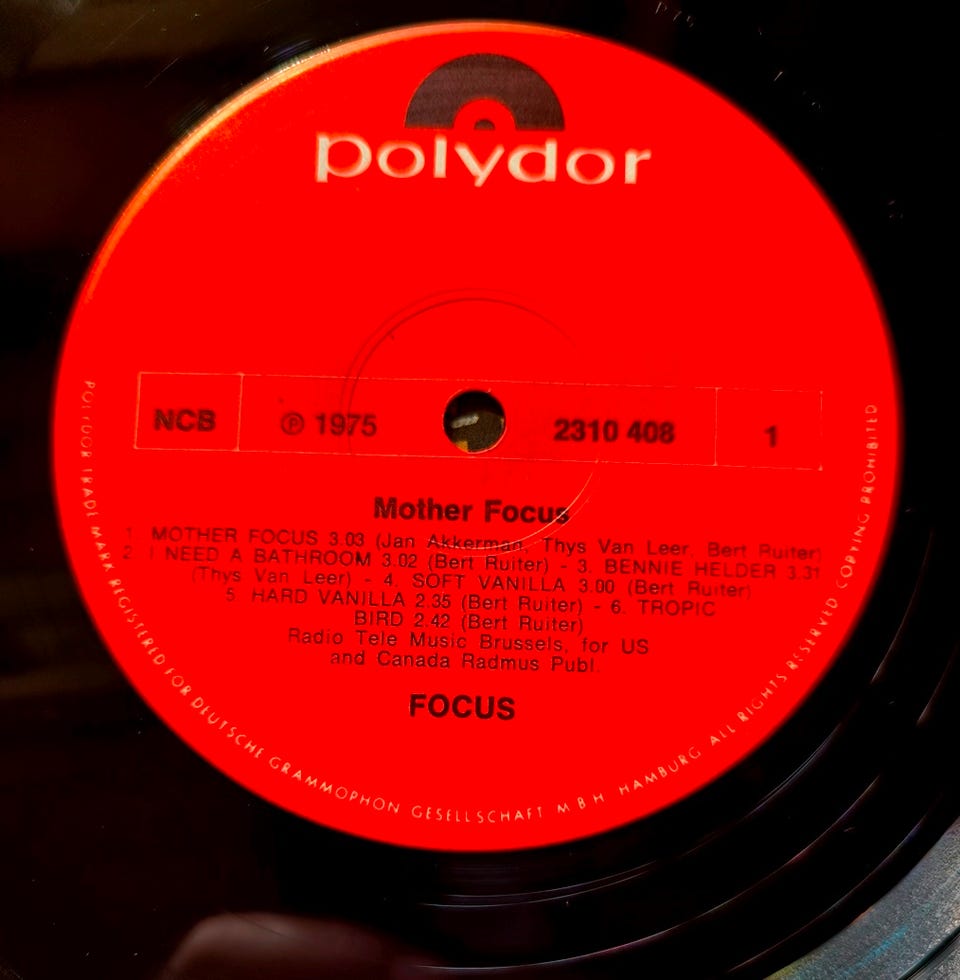 polydor
NCB ℗ 1975 2310 408 1
Mother Focus
1. MOTHER FOCUS 3.03 (Jan Akkerman, Thys Van Leer, Bert Ruiter)
2. I NEED A BATHROOM 3.02 (Bert Ruiter) - 3. BENNIE HELDER 3.31
(Thys Van Leer) - 4. SOFT VANILLA 3.00 (Bert Ruiter)
5. HARD VANILLA 2.35 (Bert Ruiter) - 6. TROPIC
BIRD 2.42 (Bert Ruiter)
Radio Tele Music Brussels, for US
and Canada Radmus Publ.
FOCUS
POLYDOR TRADE MARK REGISTERED FOR DEUTSCHE GRAMMOPHON GESELLSCHAFT MBH HAMBURG ALL RIGHTS RESERVED COPYING PROHIBITED